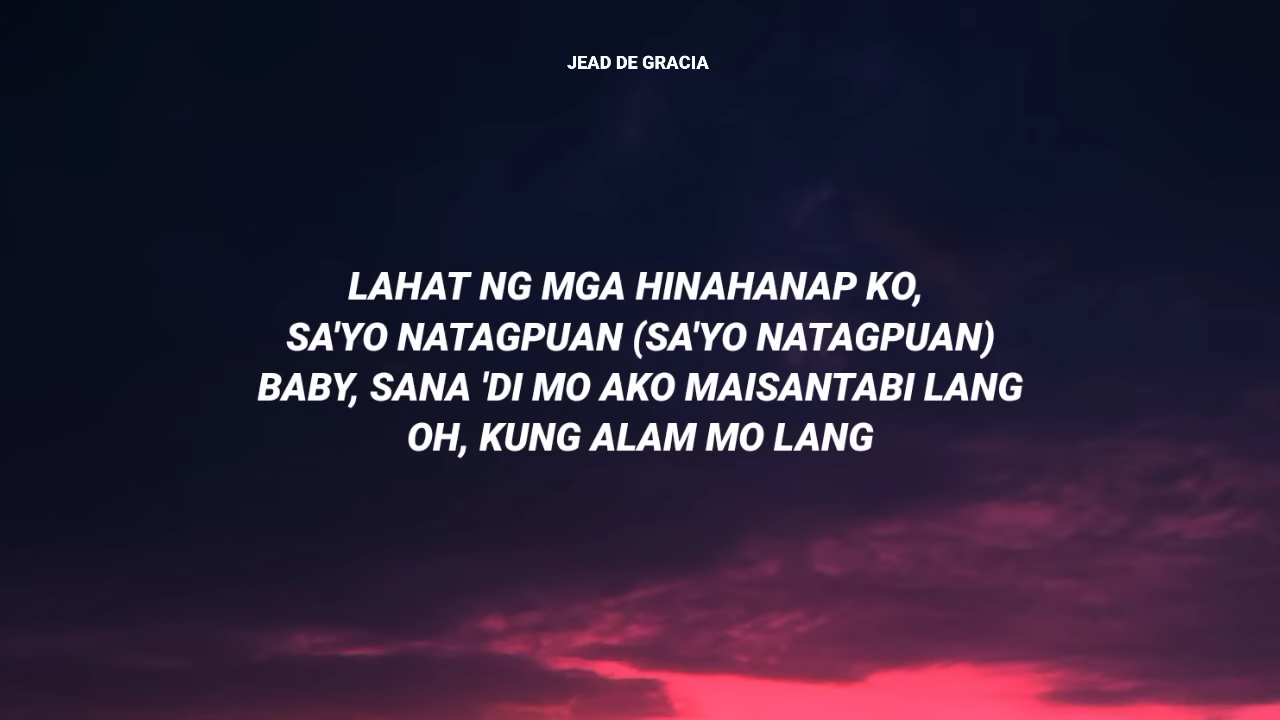 JEAD DE GRACIA
LAHAT NG MGA HINAHANAP KO,
SA'YO NATAGPUAN (SA'YO NATAGPUAN)
BABY, SANA 'DI MO AKO MAISANTABI LANG
OH, KUNG ALAM MO LANG